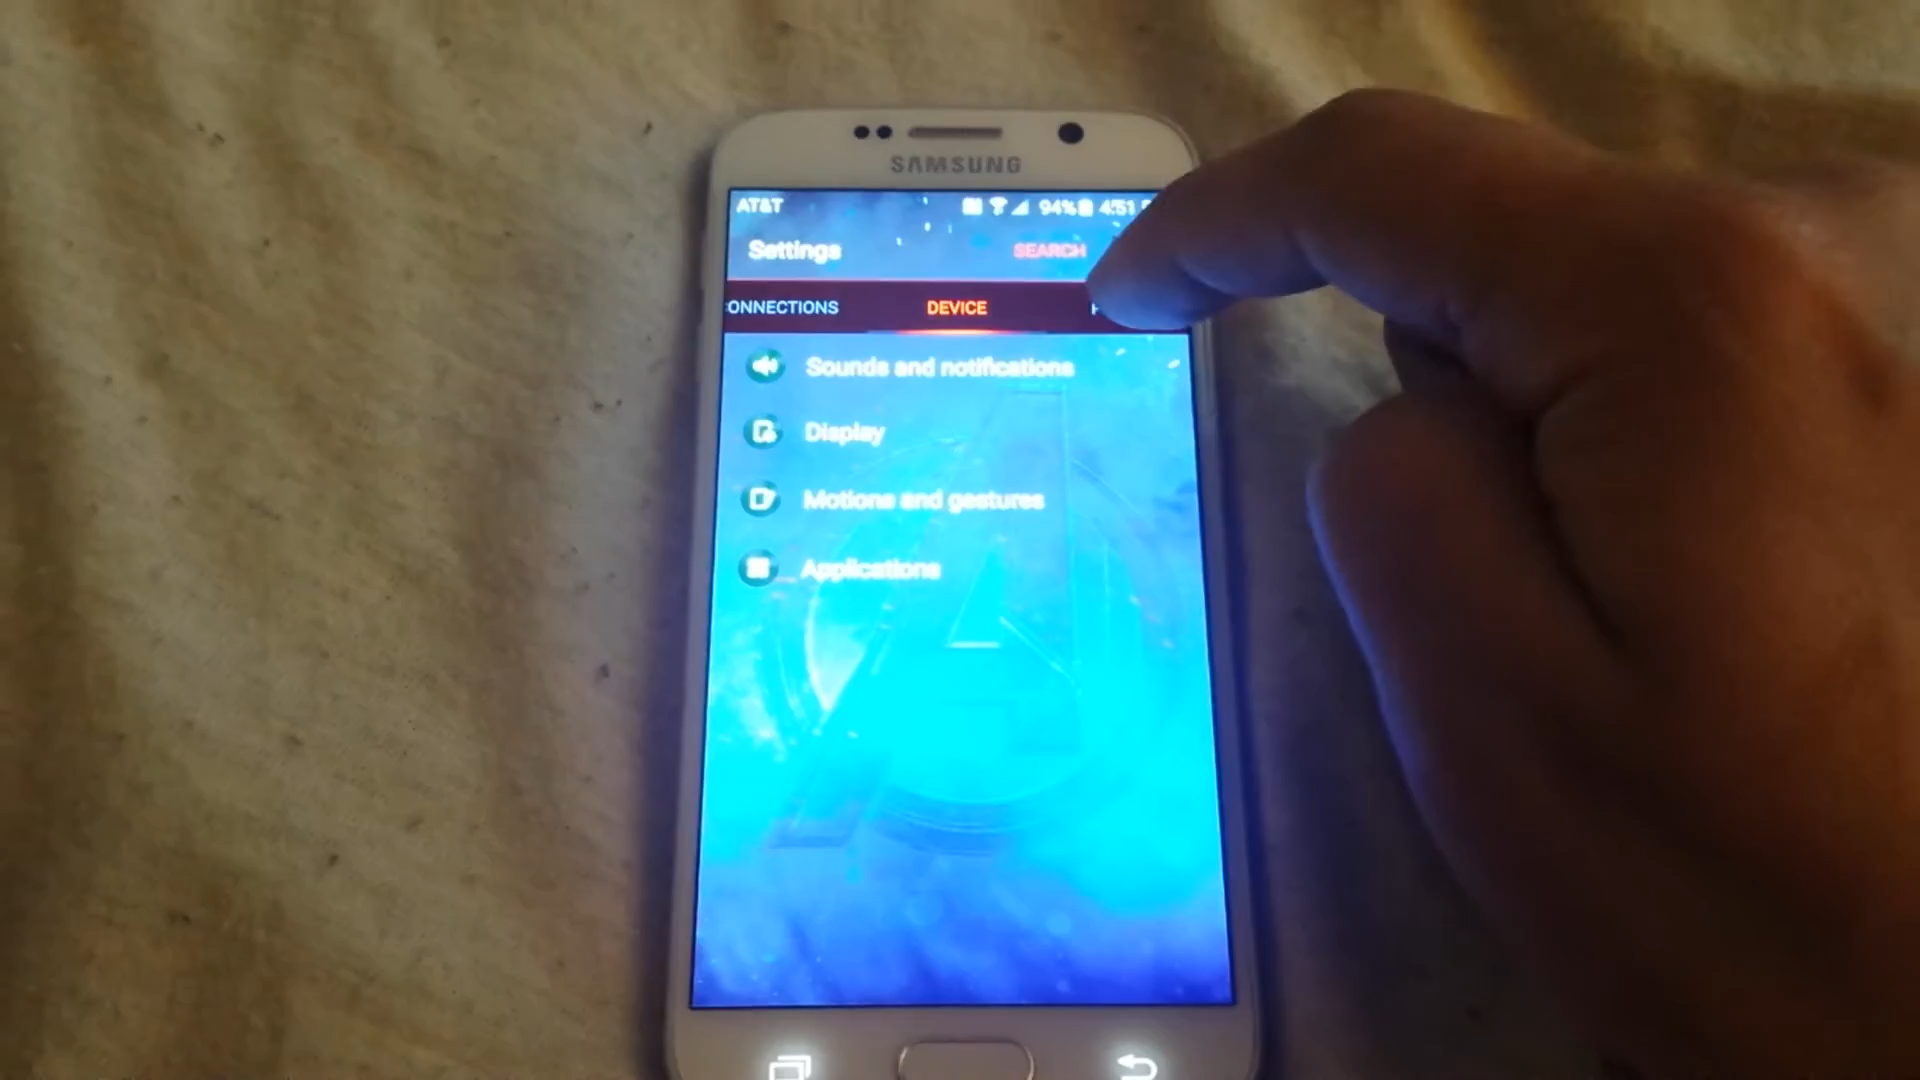 SAMSUNG
AT&T 94% 4:51
Settings SEARCH
ONNECTIONS DEVICE
Sounds and notifications
Display
Motions and gestures
Applications